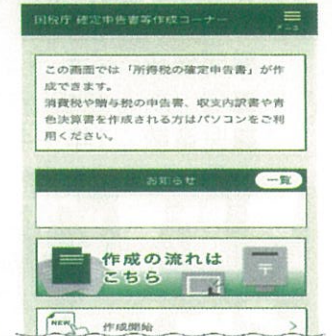 国税庁 確定申告書等作成コーナー
この画面では「所得税の確定申告書」が作
成できます。
消費税や贈与税の申告書、収支内訳書や青
色決算書を作成される方はパソコンをご利
用ください。
お知らせ
一覧
作成の流れは
こちら
〒
NEW
作成開始